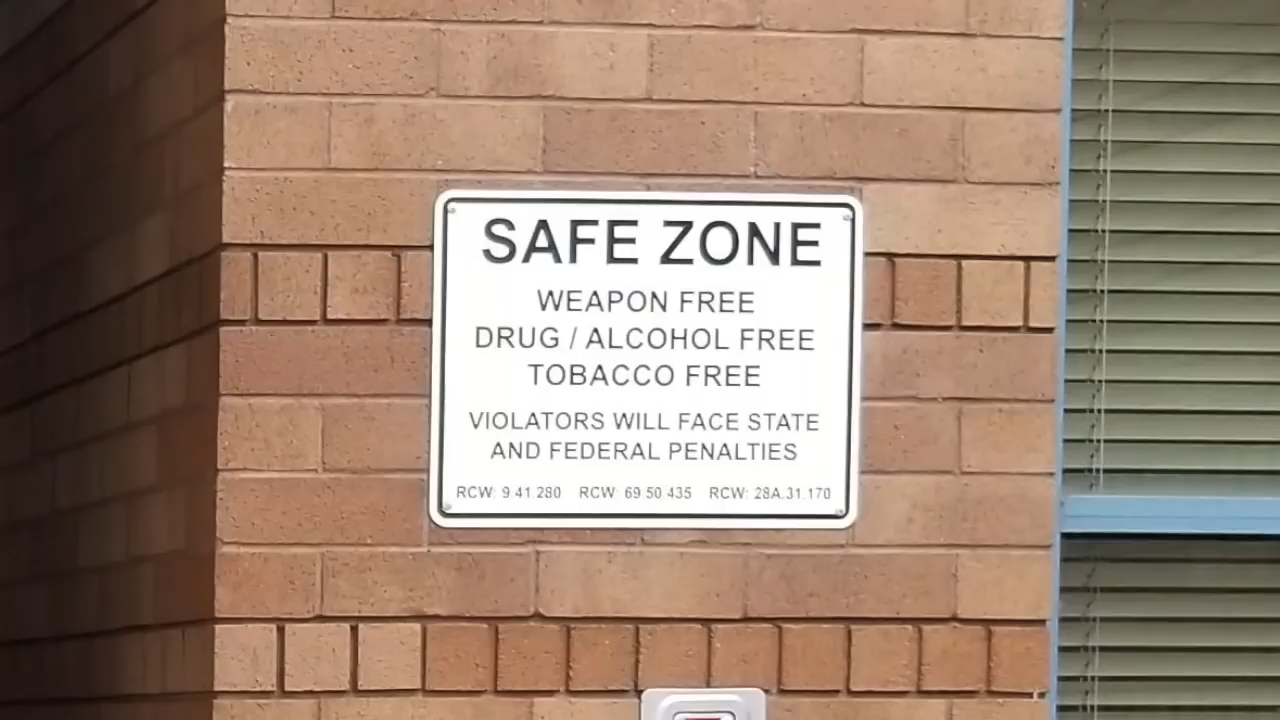 SAFE ZONE
WEAPON FREE
DRUG / ALCOHOL FREE
TOBACCO FREE
VIOLATORS WILL FACE STATE
AND FEDERAL PENALTIES
RCW: 9.41.280 RCW: 69.50.435 RCW: 28A.31.170